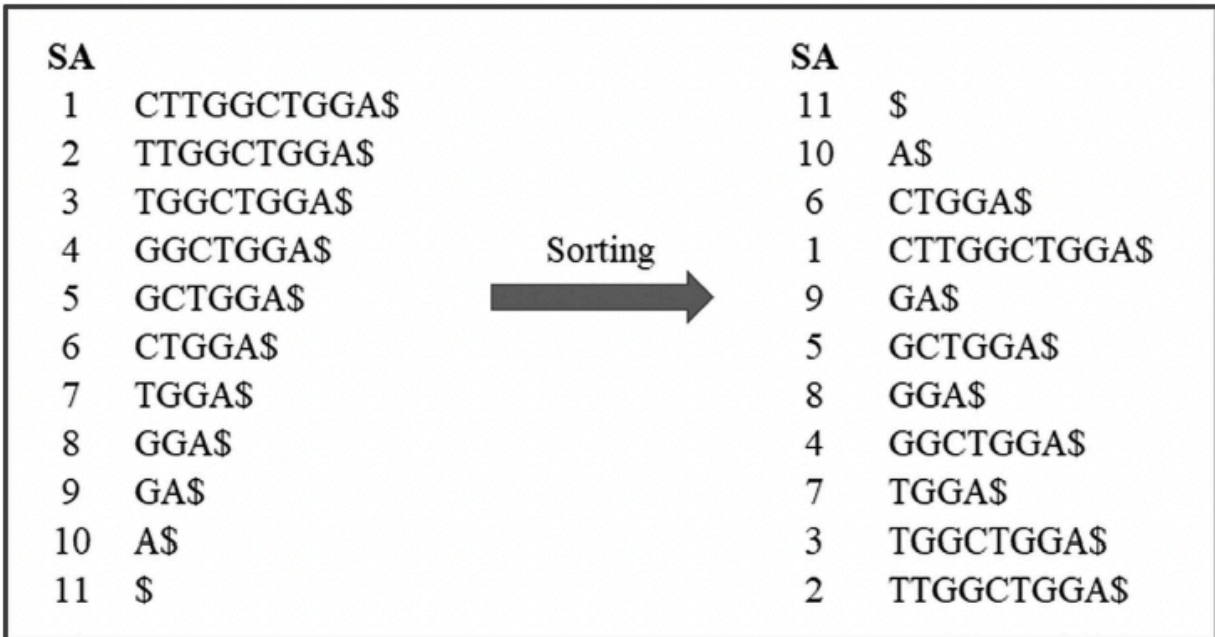 SA
1 CTTGGCTGGA$
2 TTGGCTGGA$
3 TGGCTGGA$
4 GGCTGGA$
5 GCTGGA$
6 CTGGA$
7 TGGA$
8 GGA$
9 GA$
10 A$
11 $
Sorting
SA
11 $
10 A$
6 CTGGA$
1 CTTGGCTGGA$
9 GA$
5 GCTGGA$
8 GGA$
4 GGCTGGA$
7 TGGA$
3 TGGCTGGA$
2 TTGGCTGGA$